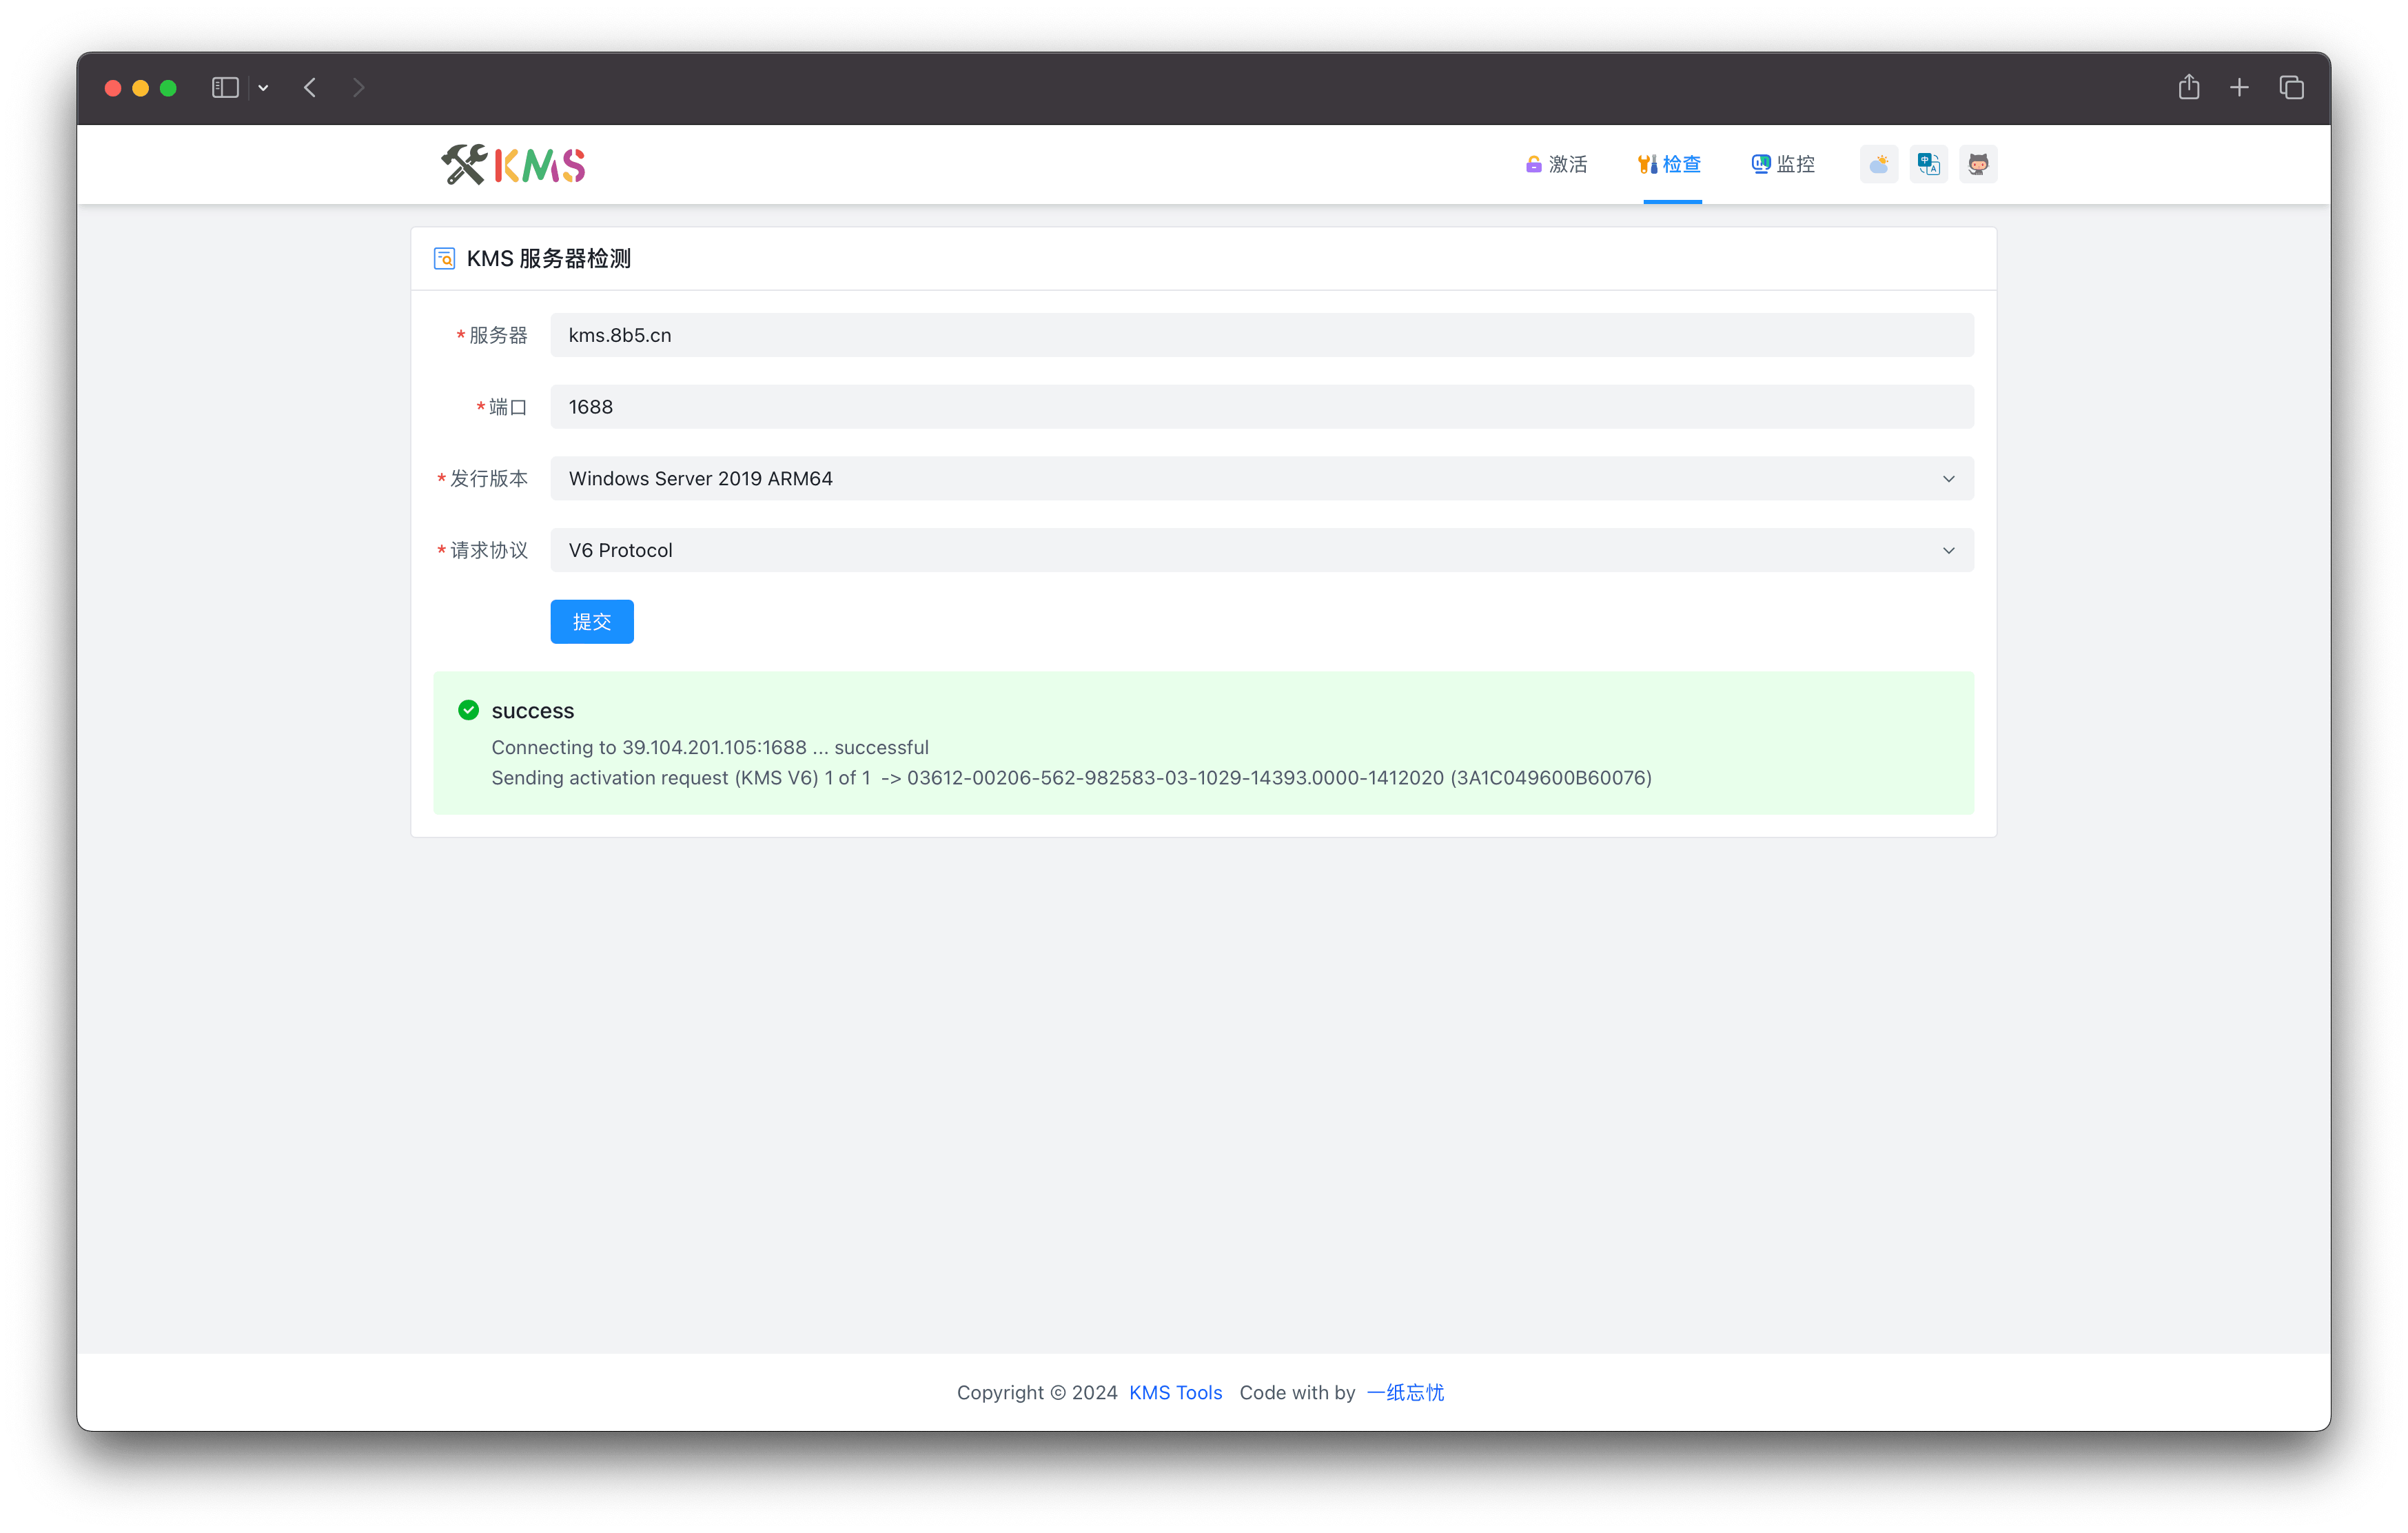 KMS
激活
检查
监控
KMS 服务器检测
*服务器
kms.8b5.cn
*端口
1688
*发行版本
Windows Server 2019 ARM64
*请求协议
V6 Protocol
提交
success
Connecting to 39.104.201.105:1688 ... successful
Sending activation request (KMS V6) 1 of 1 -> 03612-00206-562-982583-03-1029-14393.0000-1412020 (3A1C049600B60076)
Copyright © 2024 KMS Tools Code with by 一纸忘忧